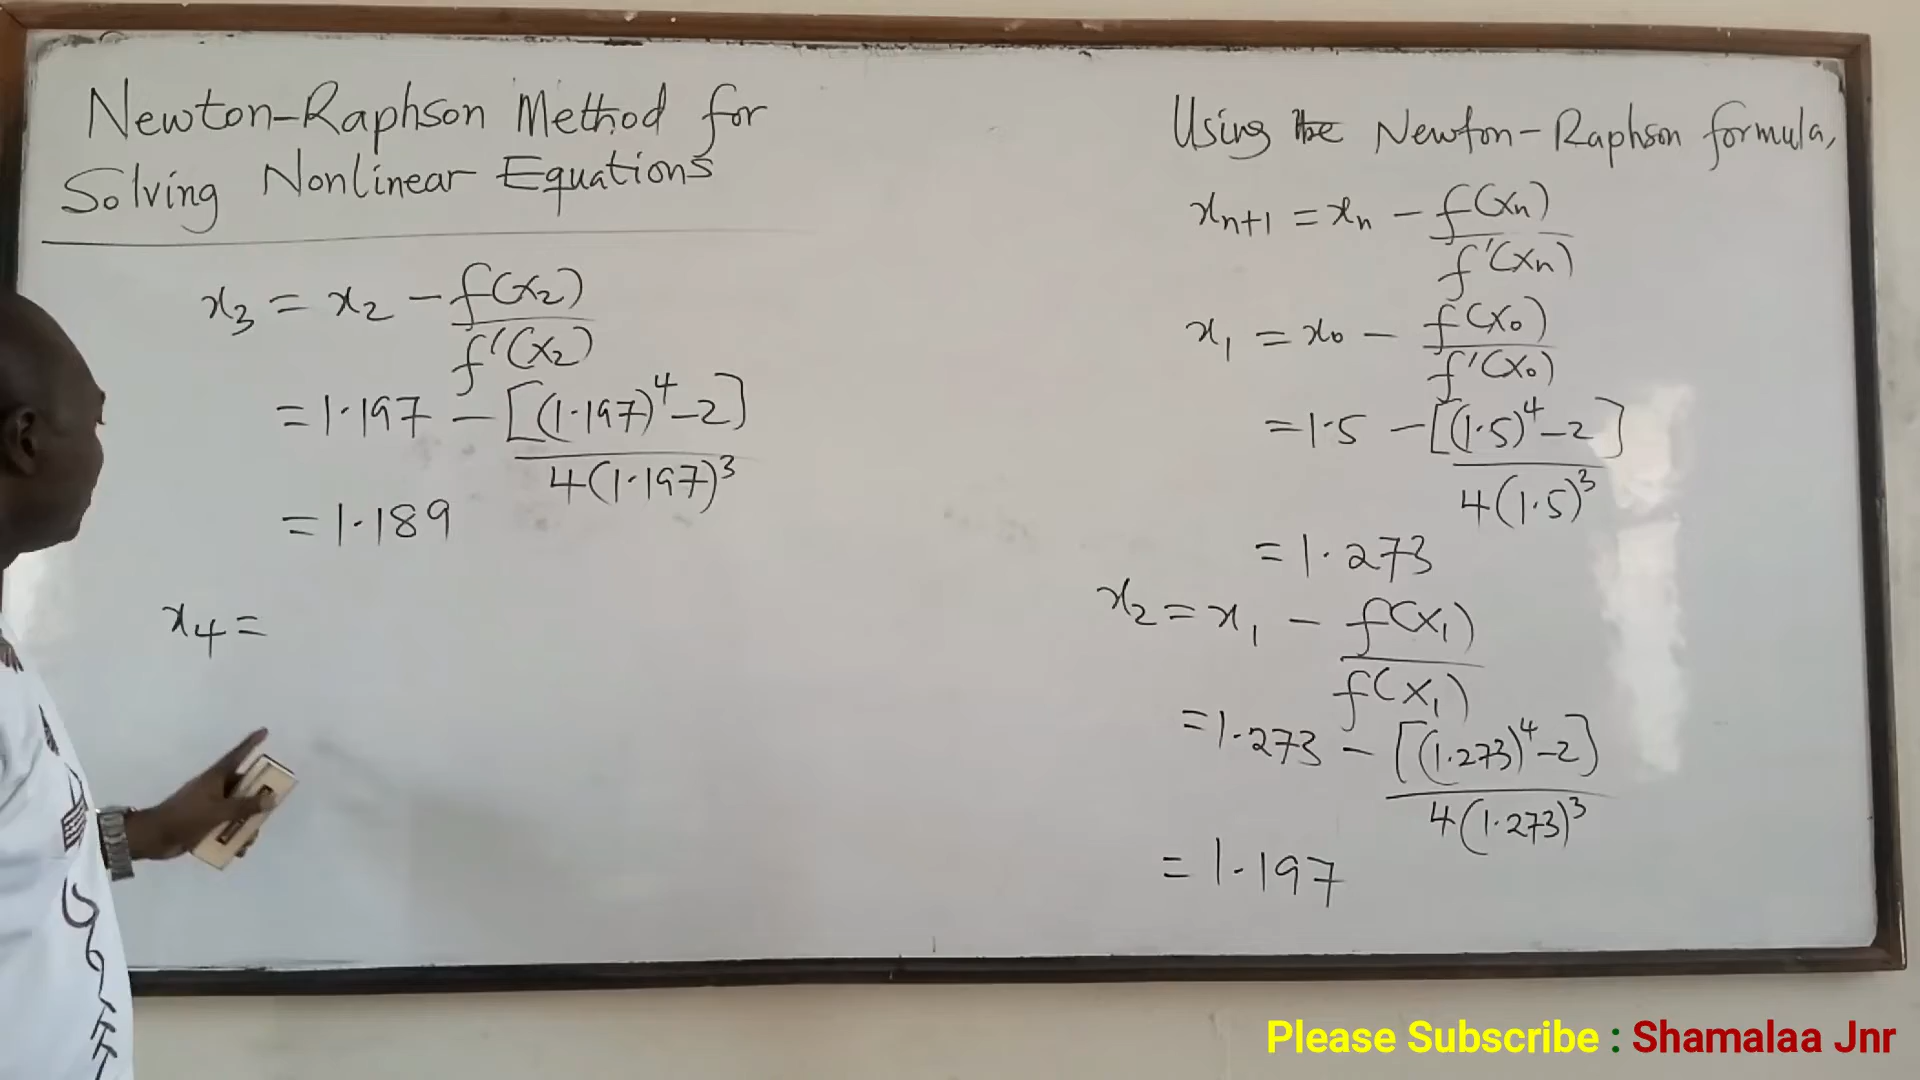 Newton-Raphson Method for
Solving Nonlinear Equations
x₃ = x₂ - f(x₂)
f'(x₂)
= 1.197 - [(1.197)⁴-2]
4(1.197)³
= 1.189
x₄ =
Using the Newton-Raphson formula,
xₙ₊₁ = xₙ - f(xₙ)
f'(xₙ)
x₁ = x₀ - f(x₀)
f'(x₀)
= 1.5 - [(1.5)⁴-2]
4(1.5)³
= 1.273
x₂ = x₁ - f(x₁)
f(x₁)
= 1.273 - [(1.273)⁴-2]
4(1.273)³
= 1.197
Please Subscribe : Shamalaa Jnr